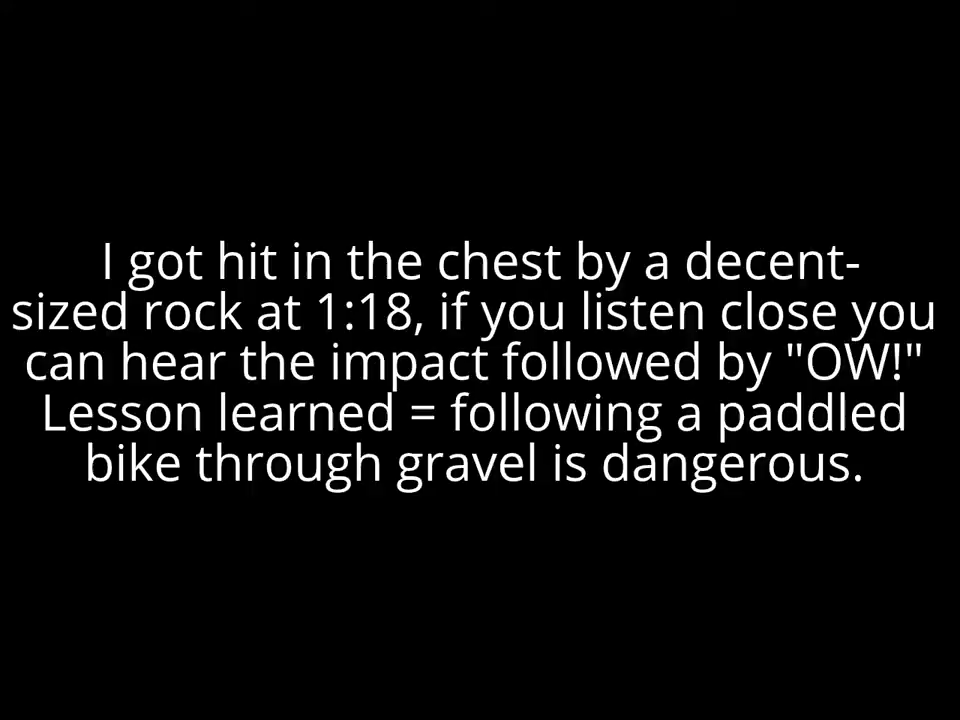 I got hit in the chest by a decent-
sized rock at 1:18, if you listen close you
can hear the impact followed by "OW!"
Lesson learned = following a paddled
bike through gravel is dangerous.